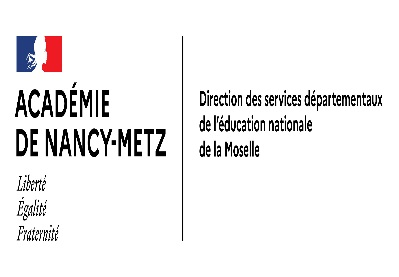 ACADÉMIE
DE NANCY-METZ
Liberté
Égalité
Fraternité
Direction des services départementaux
de l'éducation nationale
de la Moselle